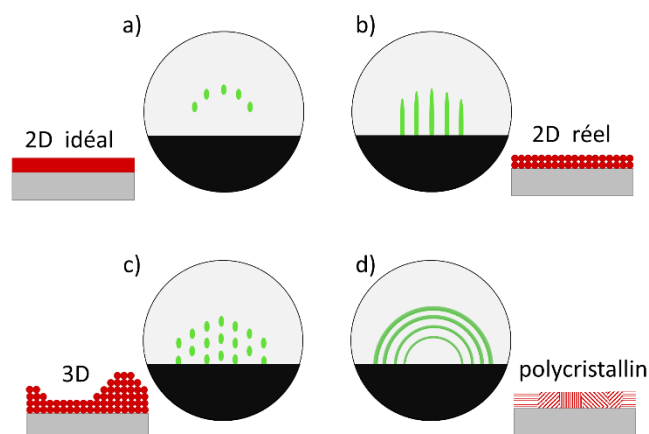 a)
b)
2D idéal
2D réel
c)
d)
3D
polycristallin